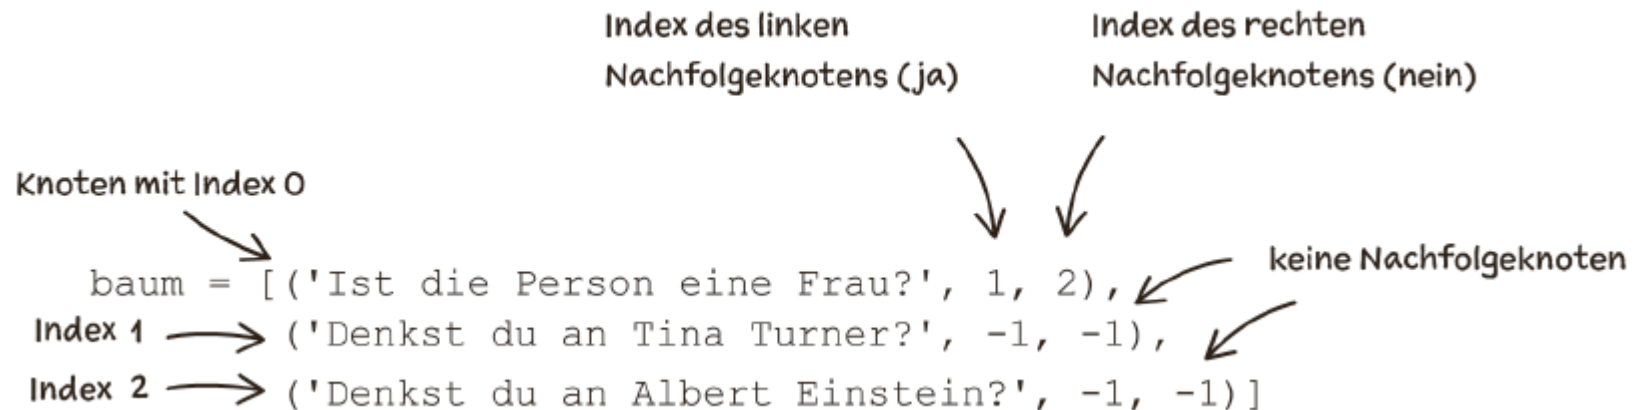 Index des linken
Nachfolgeknotens (ja)
Index des rechten
Nachfolgeknotens (nein)
Knoten mit Index 0
keine Nachfolgeknoten
baum = [('Ist die Person eine Frau?', 1, 2),
Index 1 ('Denkst du an Tina Turner?', -1, -1),
Index 2 ('Denkst du an Albert Einstein?', -1, -1)]